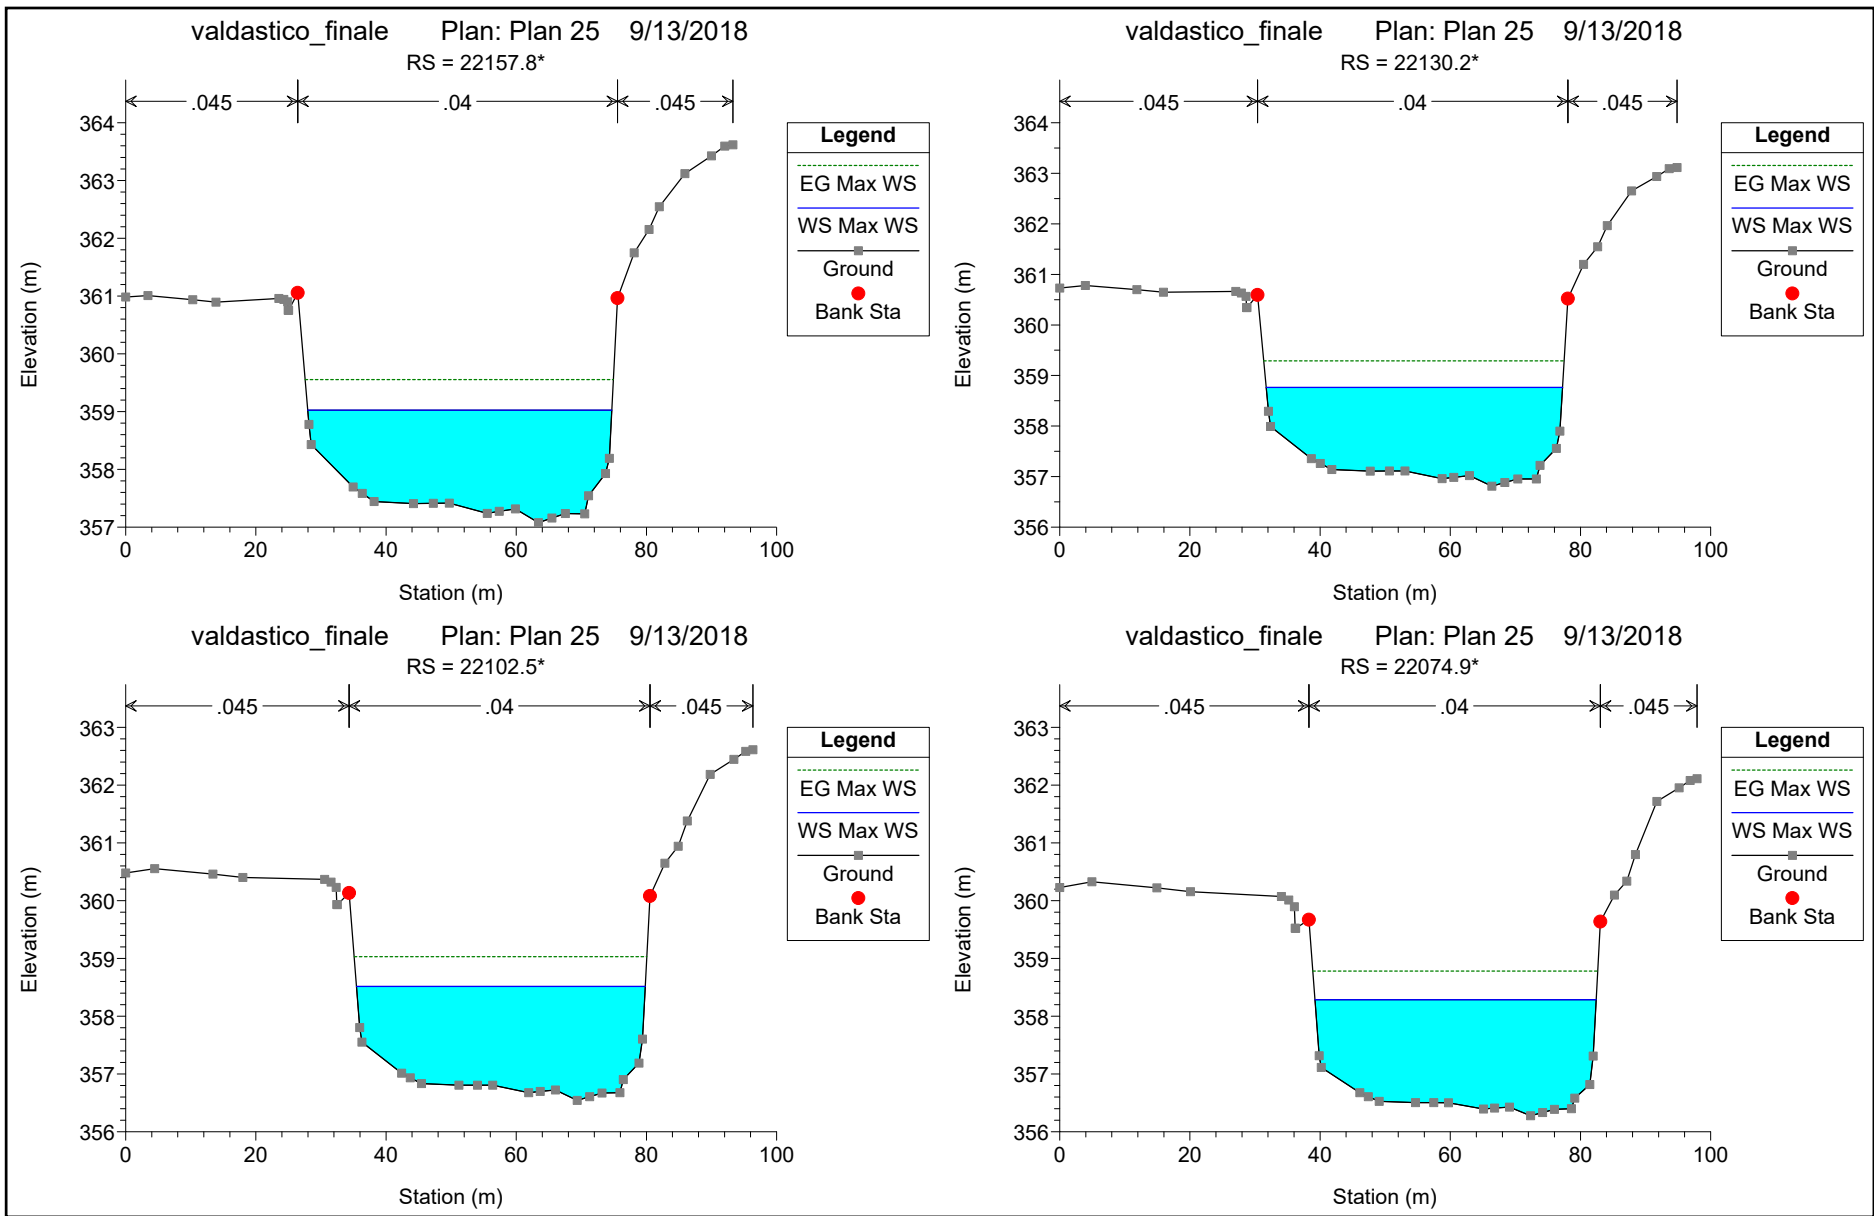 valdastico_finale Plan: Plan 25 9/13/2018
RS = 22157.8*
.045 .04 .045
364
363
362
361
360
359
358
357
0 20 40 60 80 100
Station (m)
Elevation (m)
Legend
EG Max WS
WS Max WS
Ground
Bank Sta
valdastico_finale Plan: Plan 25 9/13/2018
RS = 22130.2*
.045 .04 .045
364
363
362
361
360
359
358
357
356
0 20 40 60 80 100
Station (m)
Elevation (m)
Legend
EG Max WS
WS Max WS
Ground
Bank Sta
valdastico_finale Plan: Plan 25 9/13/2018
RS = 22102.5*
.045 .04 .045
363
362
361
360
359
358
357
356
0 20 40 60 80 100
Station (m)
Elevation (m)
Legend
EG Max WS
WS Max WS
Ground
Bank Sta
valdastico_finale Plan: Plan 25 9/13/2018
RS = 22074.9*
.045 .04 .045
363
362
361
360
359
358
357
356
0 20 40 60 80 100
Station (m)
Elevation (m)
Legend
EG Max WS
WS Max WS
Ground
Bank Sta